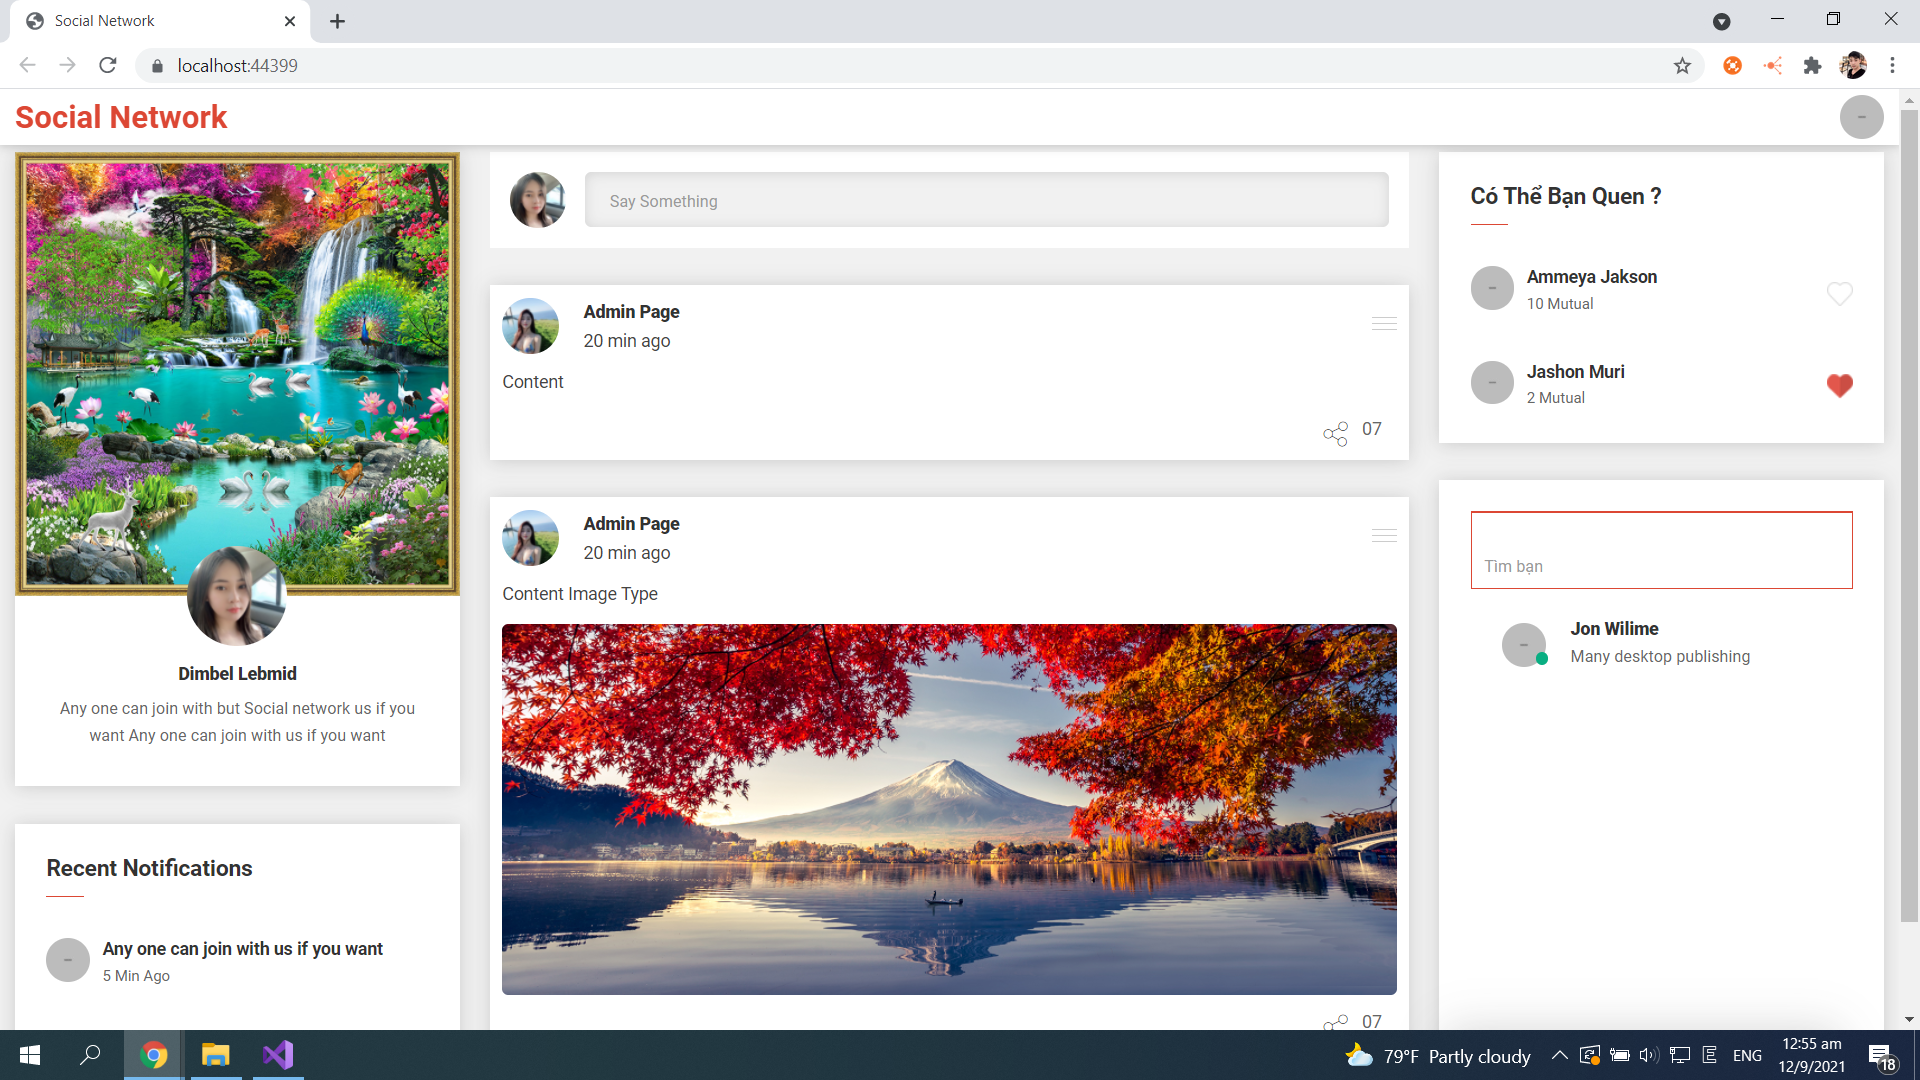 Social Network
localhost:44399
Social Network
Dimbel Lebmid
Any one can join with but Social network us if you
want Any one can join with us if you want
Recent Notifications
Any one can join with us if you want
5 Min Ago
Say Something
Admin Page
20 min ago
Content
07
Admin Page
20 min ago
Content Image Type
07
Có Thể Bạn Quen ?
Ammeya Jakson
10 Mutual
Jashon Muri
2 Mutual
Tìm bạn
Jon Wilime
Many desktop publishing
79°F Partly cloudy
E
ENG
12:55 am
12/9/2021
18